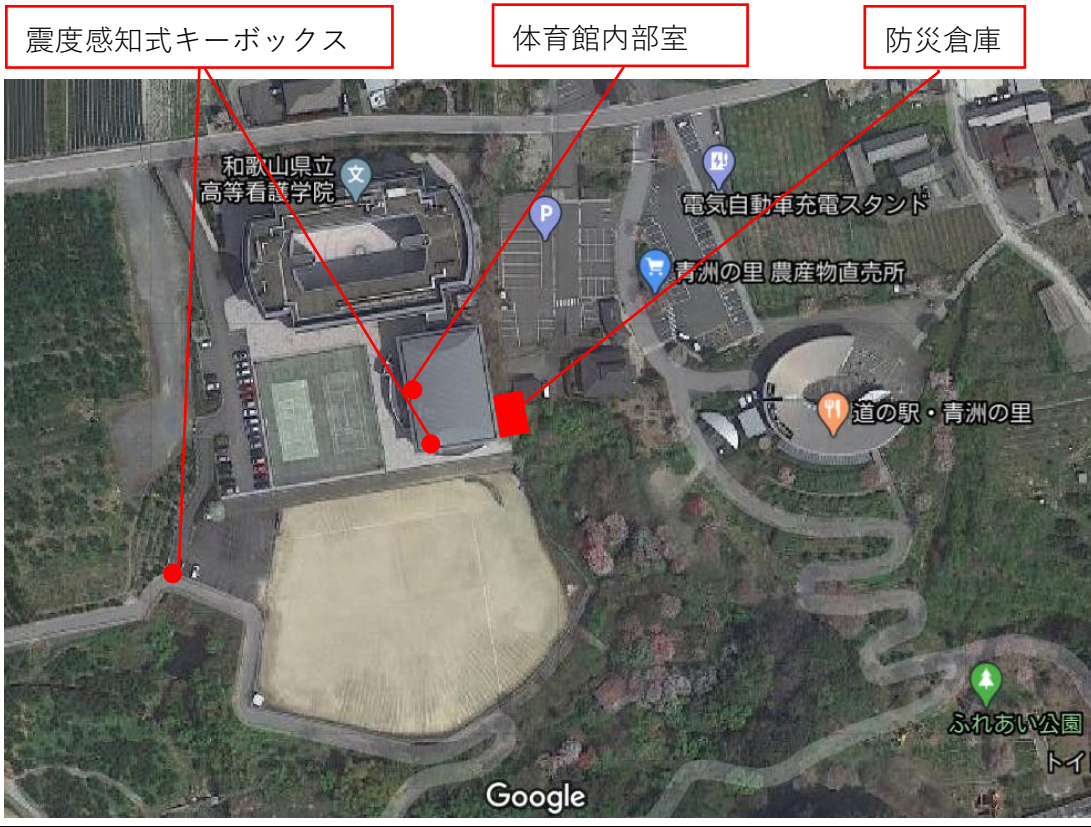 震度感知式キーボックス
体育館内部室
防災倉庫
和歌山県立
高等看護学院
文
P
電気自動車充電スタンド
青洲の里 農産物直売所
道の駅・青洲の里
ふれあい公園
トイ
Google